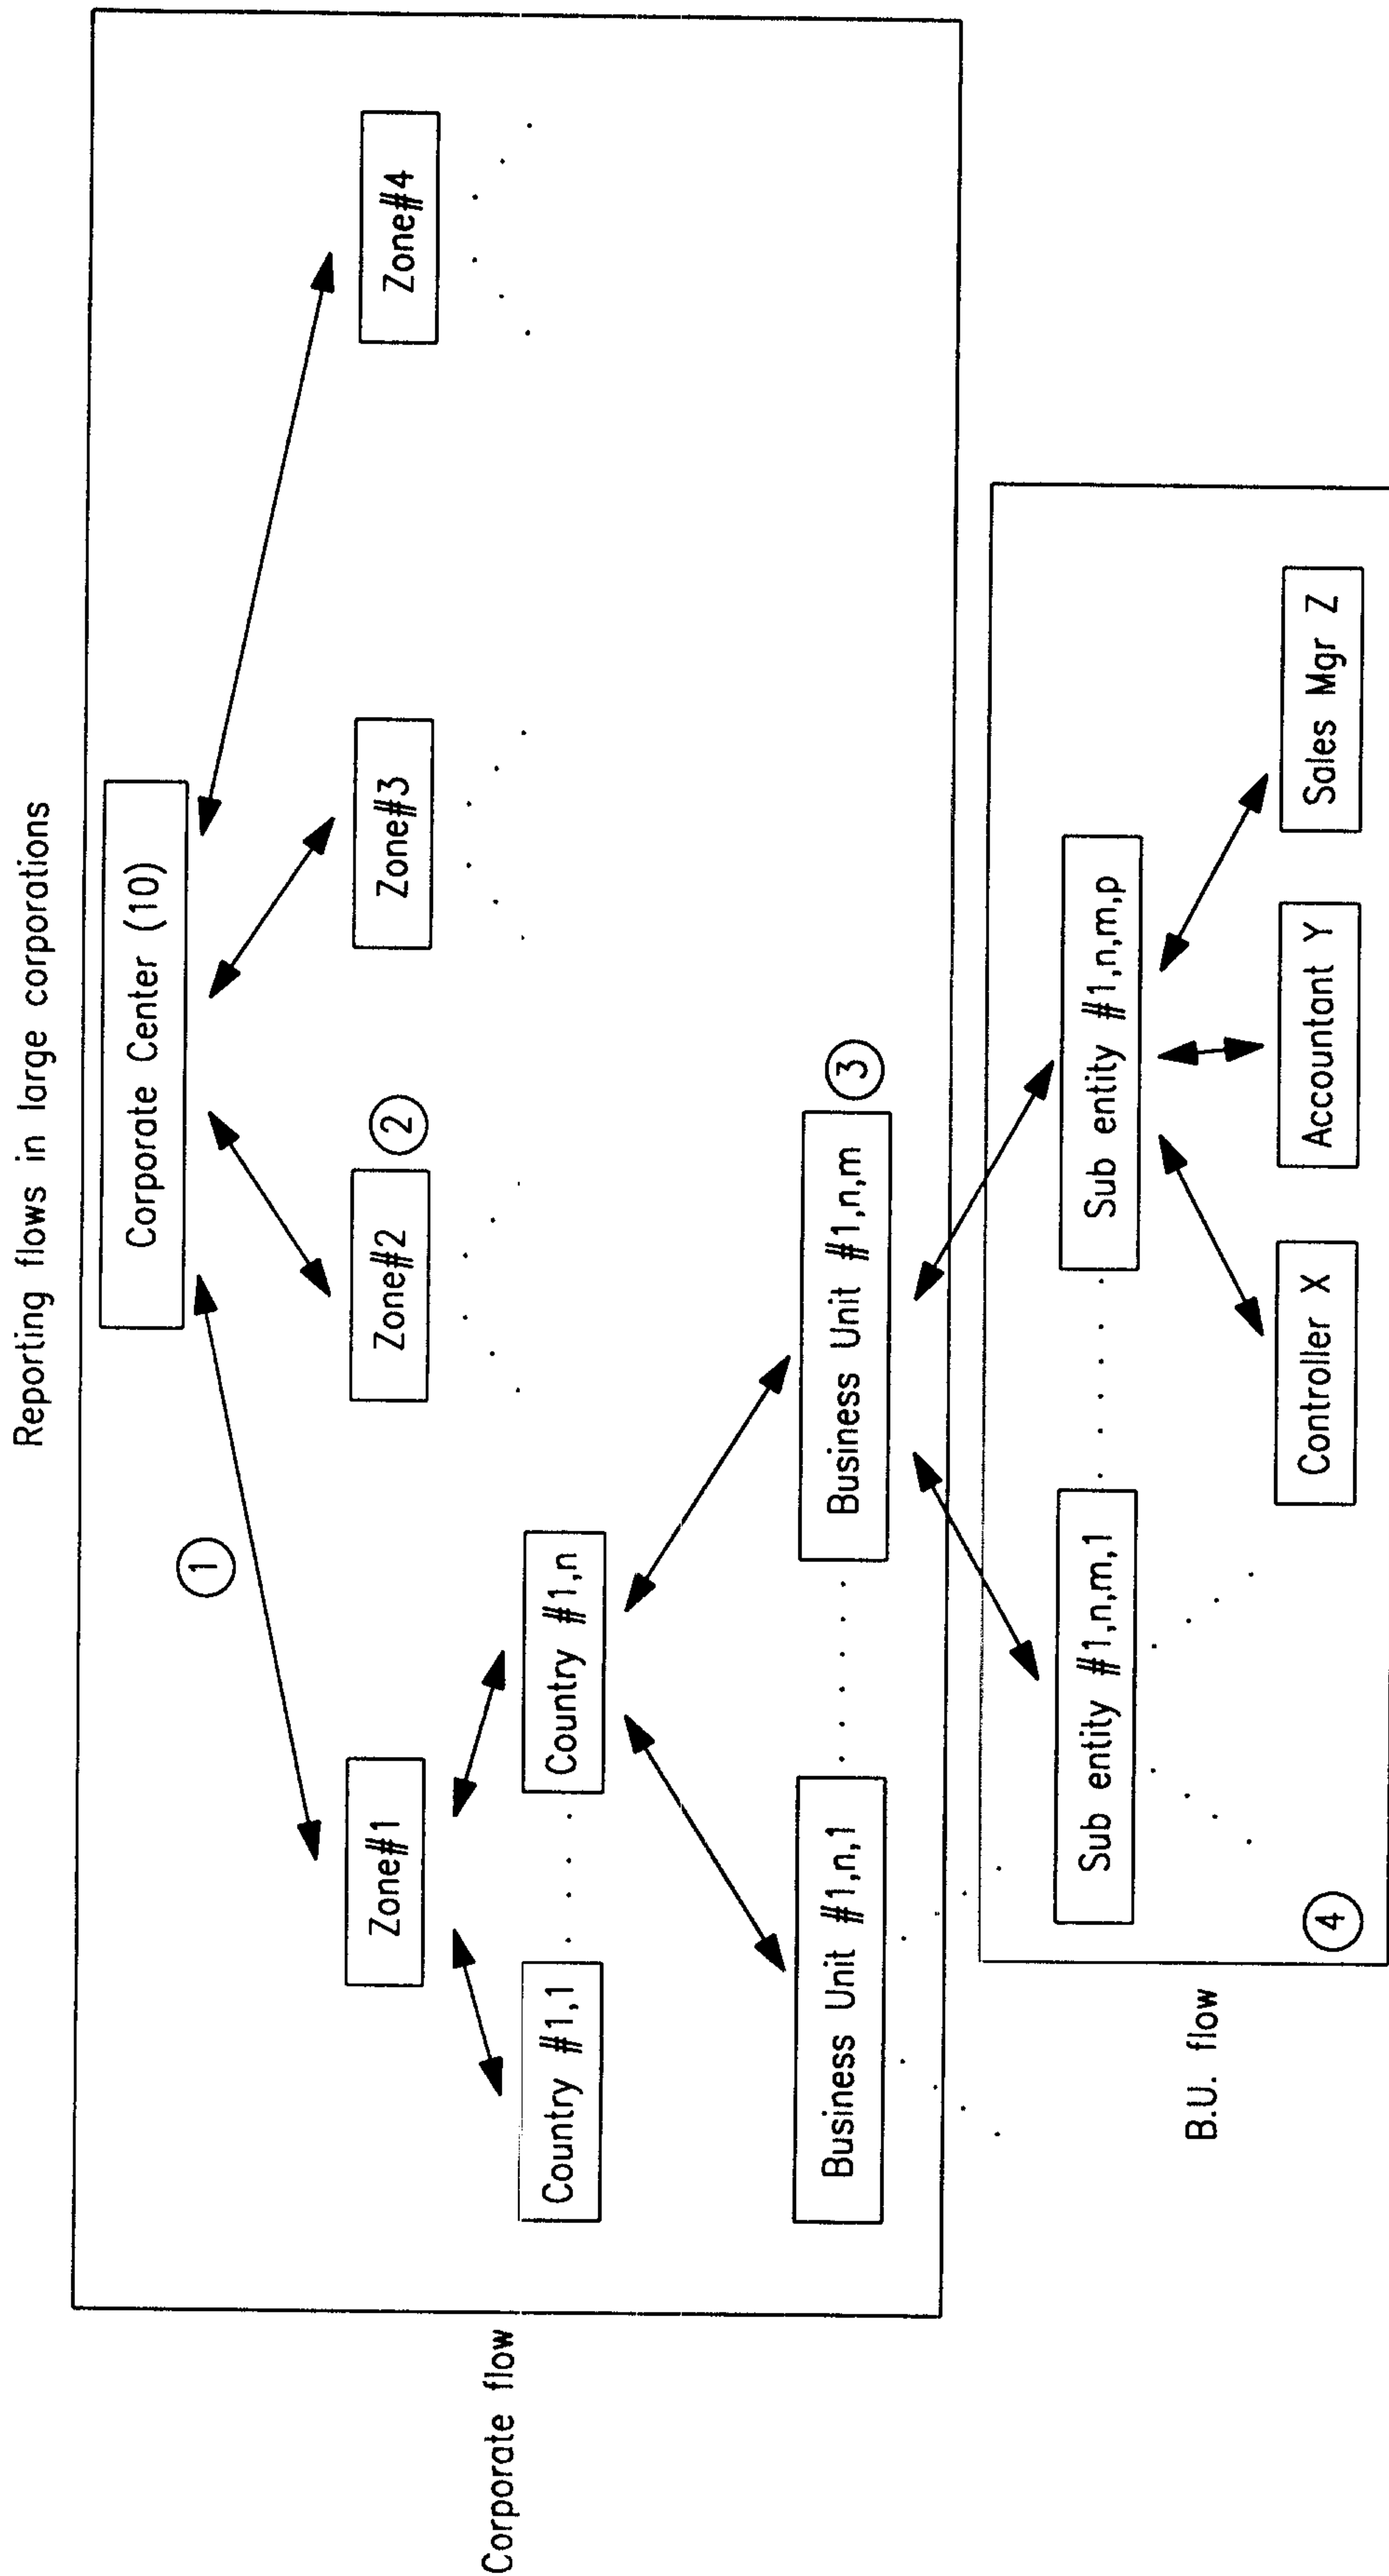 Reporting flows in large corporations
Corporate flow
Corporate Center (10)
1
Zone#1
Zone#2
2
Zone#3
Zone#4
Country #1,1
Country #1,n
Business Unit #1,n,1
Business Unit #1,n,m
3
B.U. flow
Sub entity #1,n,m,1
Sub entity #1,n,m,p
4
Controller X
Accountant Y
Sales Mgr Z